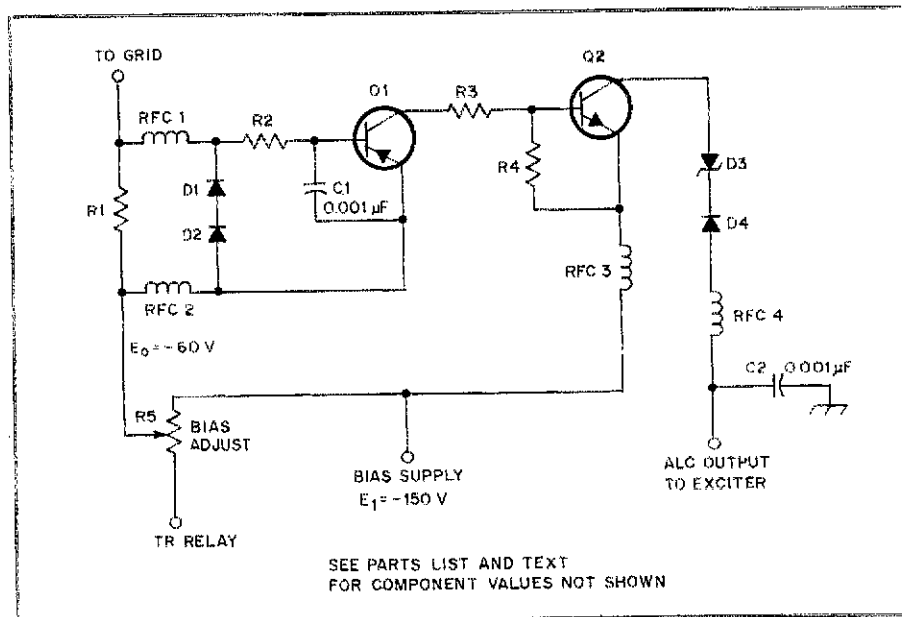 TO GRID
RFC 1
R2
Q1
R3
Q2
R1
D1
D2
C1
0.001 µF
R4
D3
D4
RFC 2
RFC 3
RFC 4
E₀ = -60 V
C2
0.001 µF
R5
BIAS
ADJUST
BIAS SUPPLY
E₁ = -150 V
ALC OUTPUT
TO EXCITER
TR RELAY
SEE PARTS LIST AND TEXT
FOR COMPONENT VALUES NOT SHOWN